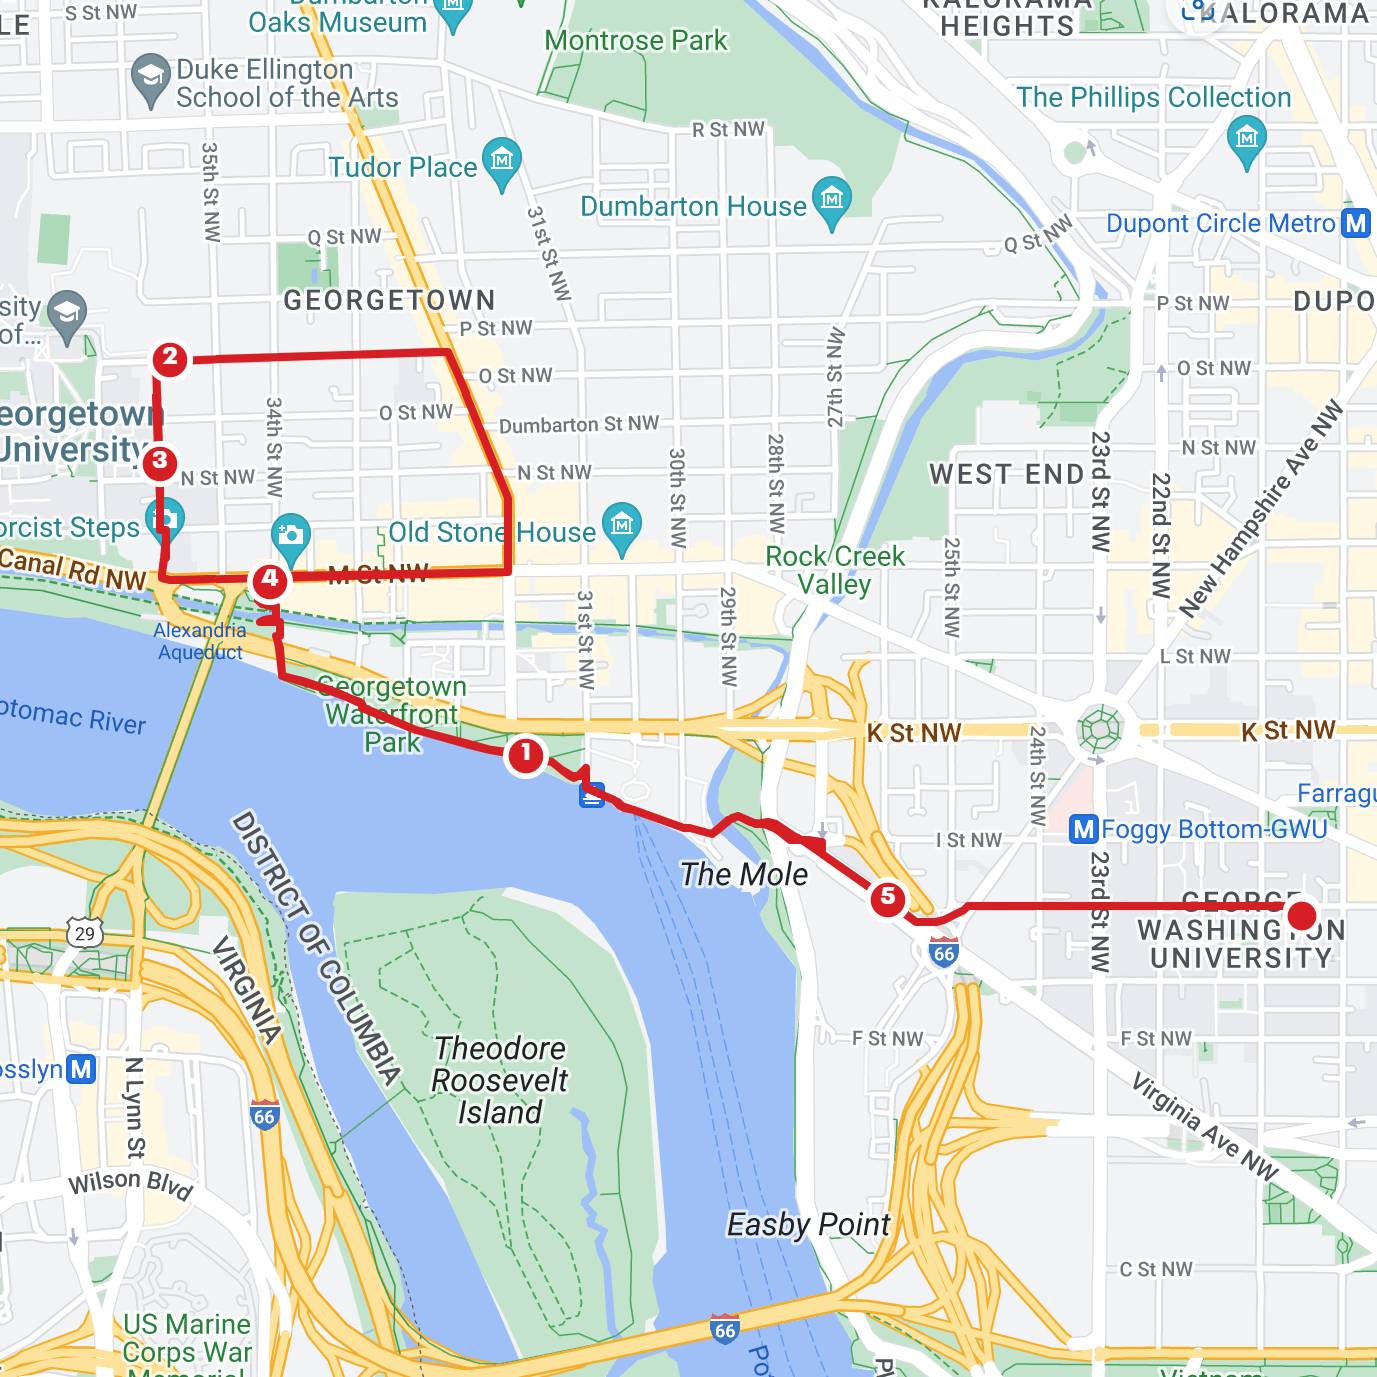 S St NW
LE
Dumbarton
Oaks Museum
Montrose Park
KALORAMA
HEIGHTS
KALORAMA
Duke Ellington
School of the Arts
The Phillips Collection
R St NW
35th St NW
Tudor Place
Dumbarton House
31st St NW
Dupont Circle Metro
M
Q St NW
Q St NW
GEORGETOWN
sity
of...
P St NW
P St NW
DUPO
2
O St NW
O St NW
27th St NW
eorgetown
University
34th St NW
O St NW
Dumbarton St NW
3
N St NW
N St NW
30th St NW
28th St NW
WEST END
23rd St NW
22nd St NW
N St NW
New Hampshire Ave NW
orcist Steps
Old Stone House
Canal Rd NW
4
M St NW
Rock Creek
Valley
25th St NW
31st St NW
29th St NW
Alexandria
Aqueduct
L St NW
Georgetown
Waterfront
Park
otomac River
K St NW
K St NW
24th St NW
1
Farragu
M
Foggy Bottom-GWU
I St NW
DISTRICT OF COLUMBIA
VIRGINIA
The Mole
5
23rd St NW
GEORGE
WASHINGTON
UNIVERSITY
29
66
F St NW
F St NW
Theodore
Roosevelt
Island
osslyn
M
N Lynn St
66
Virginia Ave NW
Wilson Blvd
Easby Point
C St NW
US Marine
Corps War
Memorial
66
Po
Vietnam